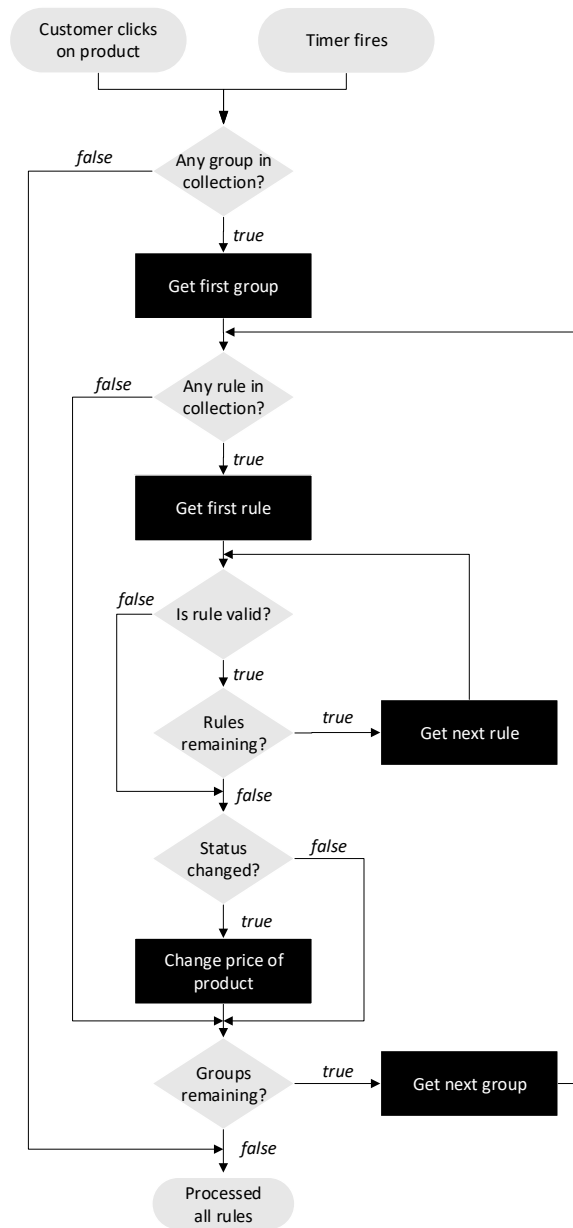 Customer clicks
on product
Timer fires
false
Any group in
collection?
true
Get first group
false
Any rule in
collection?
true
Get first rule
false
Is rule valid?
true
Rules
remaining?
true
Get next rule
false
Status
changed?
false
true
Change price of
product
Groups
remaining?
true
Get next group
false
Processed
all rules